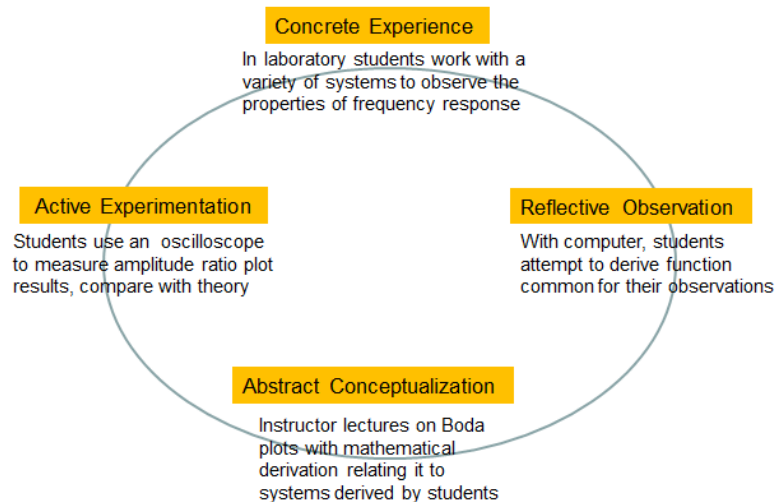 Concrete Experience
In laboratory students work with a
variety of systems to observe the
properties of frequency response
Active Experimentation
Students use an oscilloscope
to measure amplitude ratio plot
results, compare with theory
Reflective Observation
With computer, students
attempt to derive function
common for their observations
Abstract Conceptualization
Instructor lectures on Boda
plots with mathematical
derivation relating it to
systems derived by students